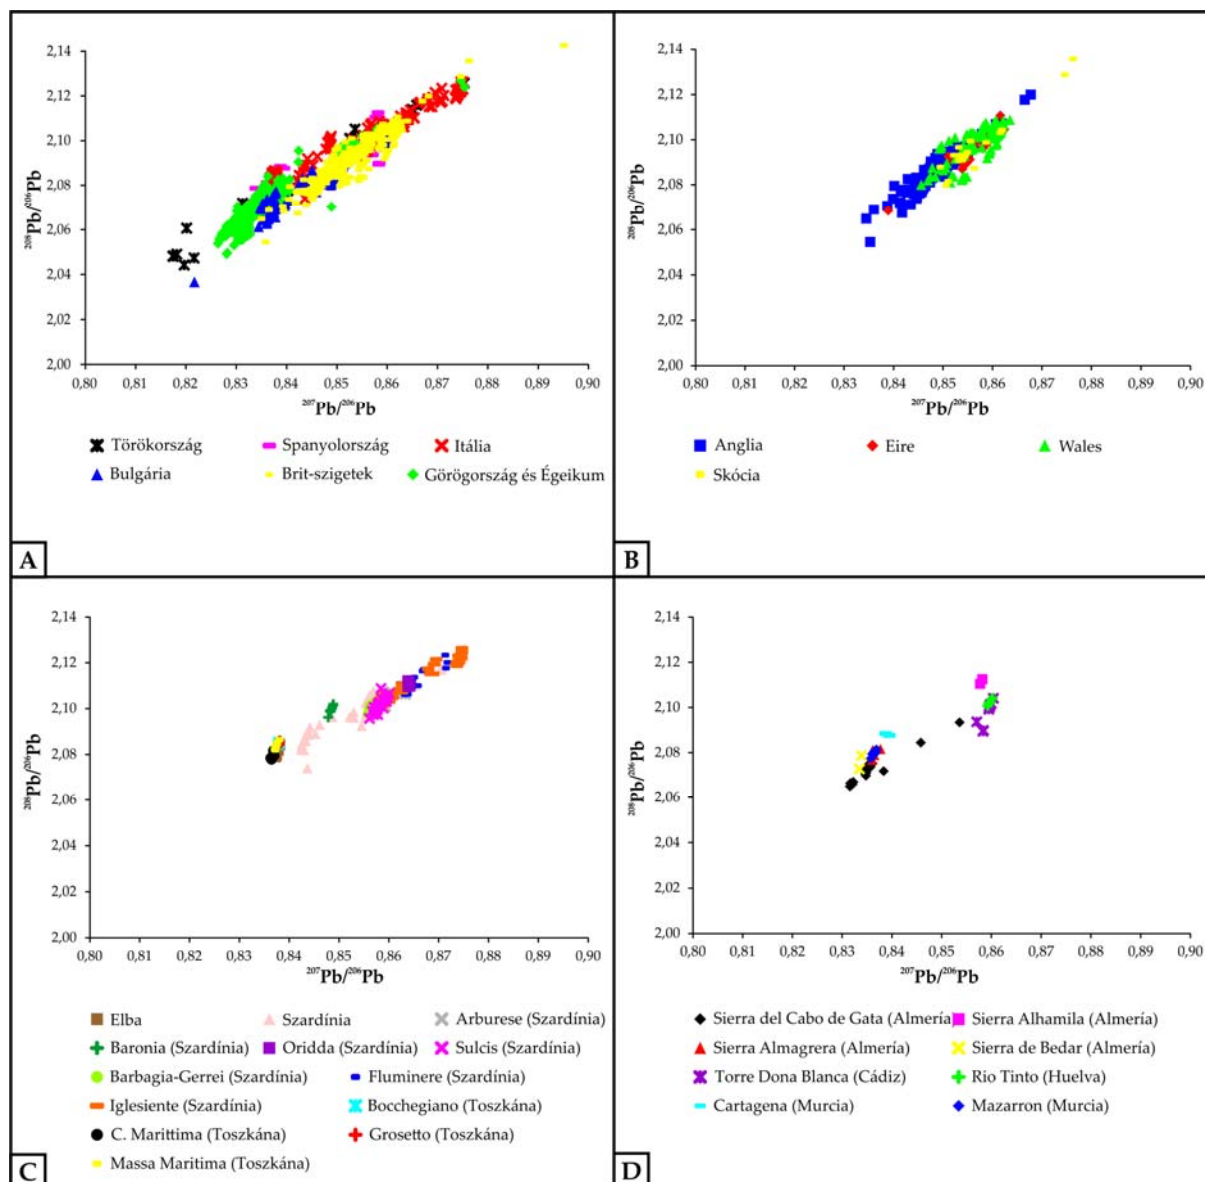 2,14
2,12
2,10
2,08
2,06
2,04
2,02
2,00
²⁰⁸Pb/²⁰⁶Pb
0,80 0,81 0,82 0,83 0,84 0,85 0,86 0,87 0,88 0,89 0,90
²⁰⁷Pb/²⁰⁶Pb
Törökország Spanyolország Itália
Bulgária Brit-szigetek Görögország és Égeikum
A
2,14
2,12
2,10
2,08
2,06
2,04
2,02
2,00
²⁰⁸Pb/²⁰⁶Pb
0,80 0,81 0,82 0,83 0,84 0,85 0,86 0,87 0,88 0,89 0,90
²⁰⁷Pb/²⁰⁶Pb
Anglia Eire Wales
Skócia
B
2,14
2,12
2,10
2,08
2,06
2,04
2,02
2,00
²⁰⁸Pb/²⁰⁶Pb
0,80 0,81 0,82 0,83 0,84 0,85 0,86 0,87 0,88 0,89 0,90
²⁰⁷Pb/²⁰⁶Pb
Elba Szardínia Arburese (Szardínia)
Baronia (Szardínia) Oridda (Szardínia) Sulcis (Szardínia)
Barbagia-Gerrei (Szardínia) Fluminere (Szardínia)
Iglesiente (Szardínia) Bocchegiano (Toszkána)
C. Marittima (Toszkána) Grosetto (Toszkána)
Massa Maritima (Toszkána)
C
2,14
2,12
2,10
2,08
2,06
2,04
2,02
2,00
²⁰⁸Pb/²⁰⁶Pb
0,80 0,81 0,82 0,83 0,84 0,85 0,86 0,87 0,88 0,89 0,90
²⁰⁷Pb/²⁰⁶Pb
Sierra del Cabo de Gata (Almería) Sierra Alhamila (Almería)
Sierra Almagrera (Almería) Sierra de Bedar (Almería)
Torre Dona Blanca (Cádiz) Rio Tinto (Huelva)
Cartagena (Murcia) Mazarron (Murcia)
D